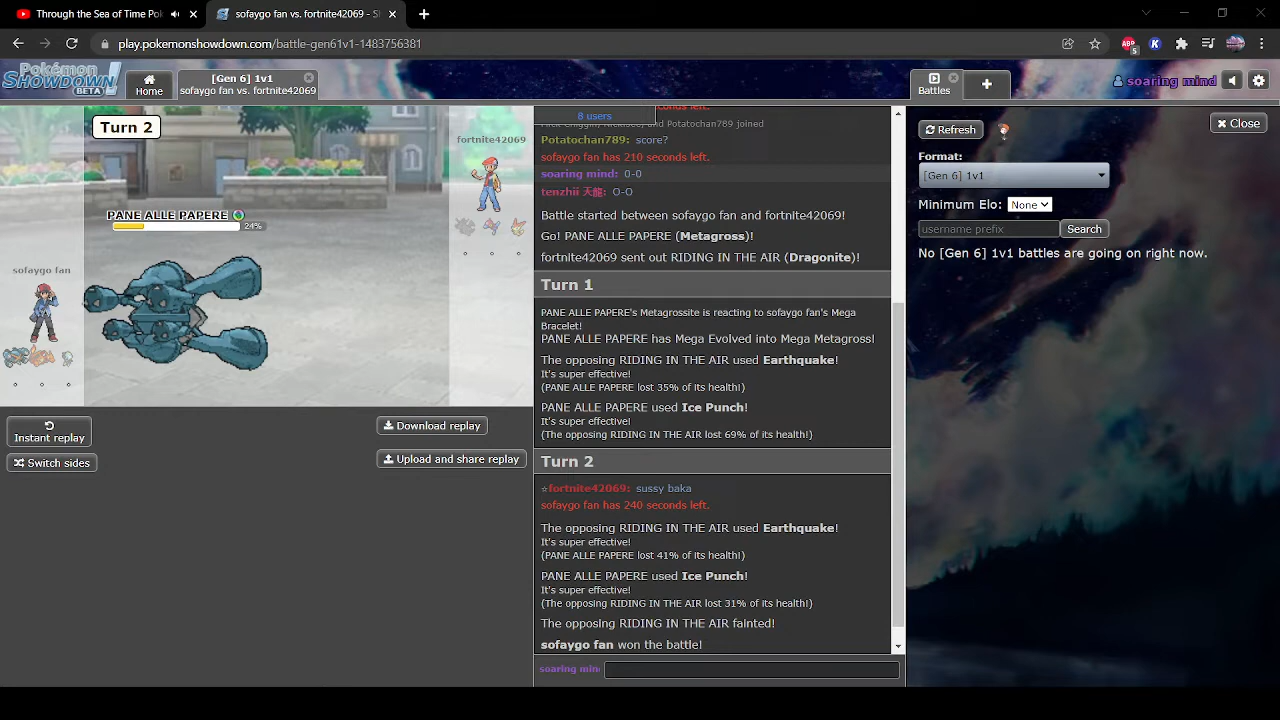 Through the Sea of Time Pok
sofaygo fan vs. fortnite42069 - S
play.pokemonshowdown.com/battle-gen61v1-1483756381
ABP
5
K
Pokémon
SHOWDOWN
BETA
Home
[Gen 6] 1v1
sofaygo fan vs. fortnite42069
Battles
soaring mind
Turn 2
fortnite42069
PANE ALLE PAPERE
24%
sofaygo fan
Instant replay
Switch sides
Download replay
Upload and share replay
8 users
seconds left.
and Potatochan789 joined
Potatochan789: score?
sofaygo fan has 210 seconds left.
soaring mind: 0-0
tenzhii 天龍: O-O
Battle started between sofaygo fan and fortnite42069!
Go! PANE ALLE PAPERE (Metagross)!
fortnite42069 sent out RIDING IN THE AIR (Dragonite)!
Turn 1
PANE ALLE PAPERE's Metagrossite is reacting to sofaygo fan's Mega
Bracelet!
PANE ALLE PAPERE has Mega Evolved into Mega Metagross!
The opposing RIDING IN THE AIR used Earthquake!
It's super effective!
(PANE ALLE PAPERE lost 35% of its health!)
PANE ALLE PAPERE used Ice Punch!
It's super effective!
(The opposing RIDING IN THE AIR lost 69% of its health!)
Turn 2
☆fortnite42069: sussy baka
sofaygo fan has 240 seconds left.
The opposing RIDING IN THE AIR used Earthquake!
It's super effective!
(PANE ALLE PAPERE lost 41% of its health!)
PANE ALLE PAPERE used Ice Punch!
It's super effective!
(The opposing RIDING IN THE AIR lost 31% of its health!)
The opposing RIDING IN THE AIR fainted!
sofaygo fan won the battle!
soaring min
Refresh
Close
Format:
[Gen 6] 1v1
Minimum Elo: None
username prefix
Search
No [Gen 6] 1v1 battles are going on right now.